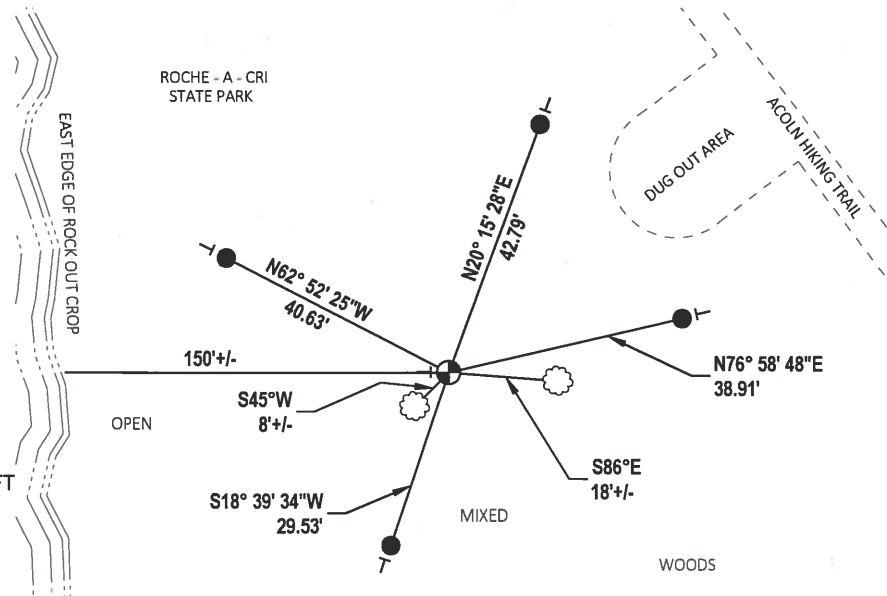 ROCHE - A - CRI
STATE PARK
EAST EDGE OF ROCK OUT CROP
ACOLN HIKING TRAIL
DUG OUT AREA
T
N20° 15' 28"E
42.79'
T
N62° 52' 25"W
40.63'
T
150'+/-
N76° 58' 48"E
38.91'
S45°W
8'+/-
OPEN
S86°E
18'+/-
FT
S18° 39' 34"W
29.53'
MIXED
T
WOODS